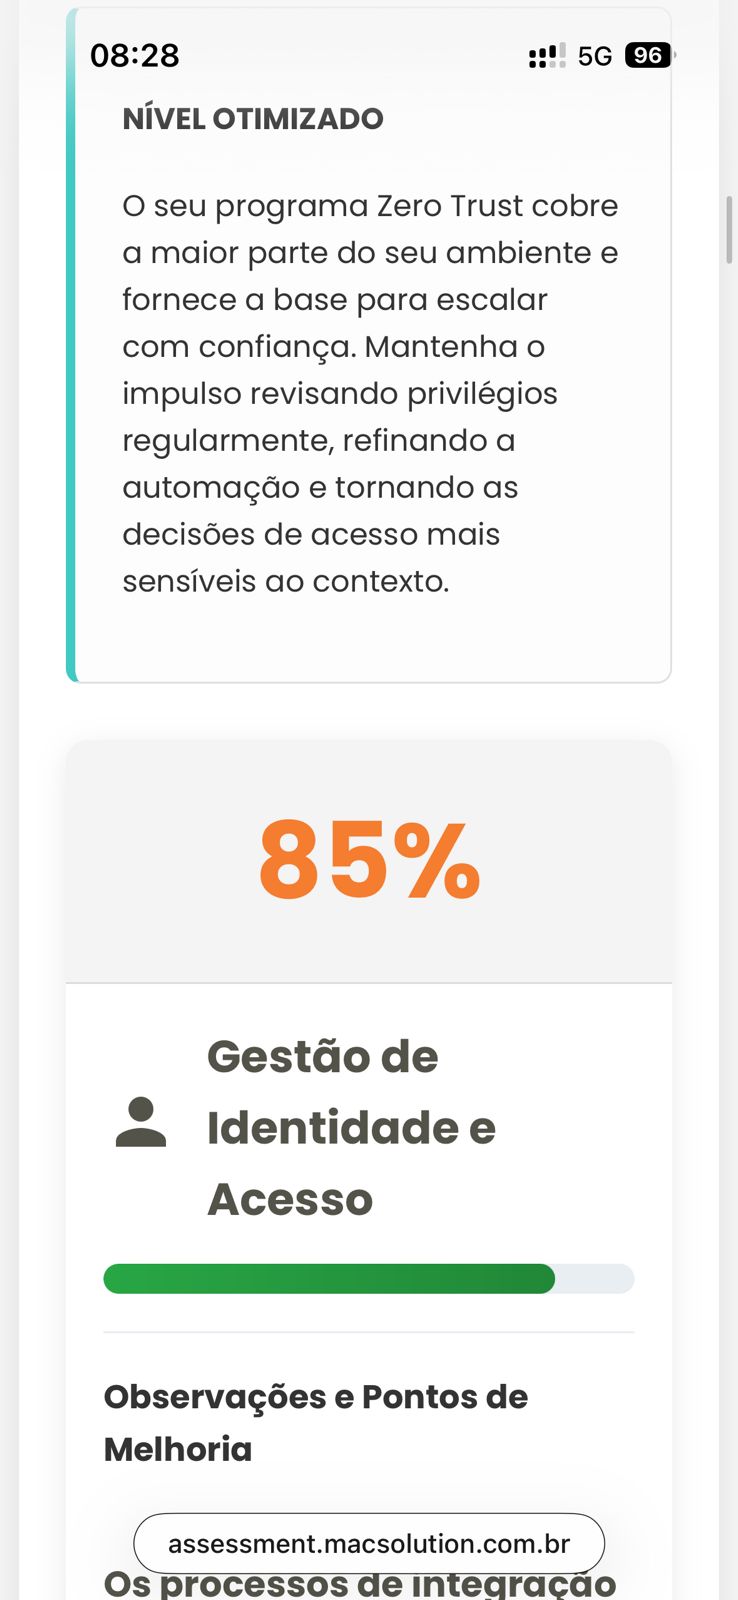 08:28
5G
96
NÍVEL OTIMIZADO
O seu programa Zero Trust cobre
a maior parte do seu ambiente e
fornece a base para escalar
com confiança. Mantenha o
impulso revisando privilégios
regularmente, refinando a
automação e tornando as
decisões de acesso mais
sensíveis ao contexto.
85%
Gestão de
Identidade e
Acesso
Observações e Pontos de
Melhoria
assessment.macsolution.com.br
Os processos de integração